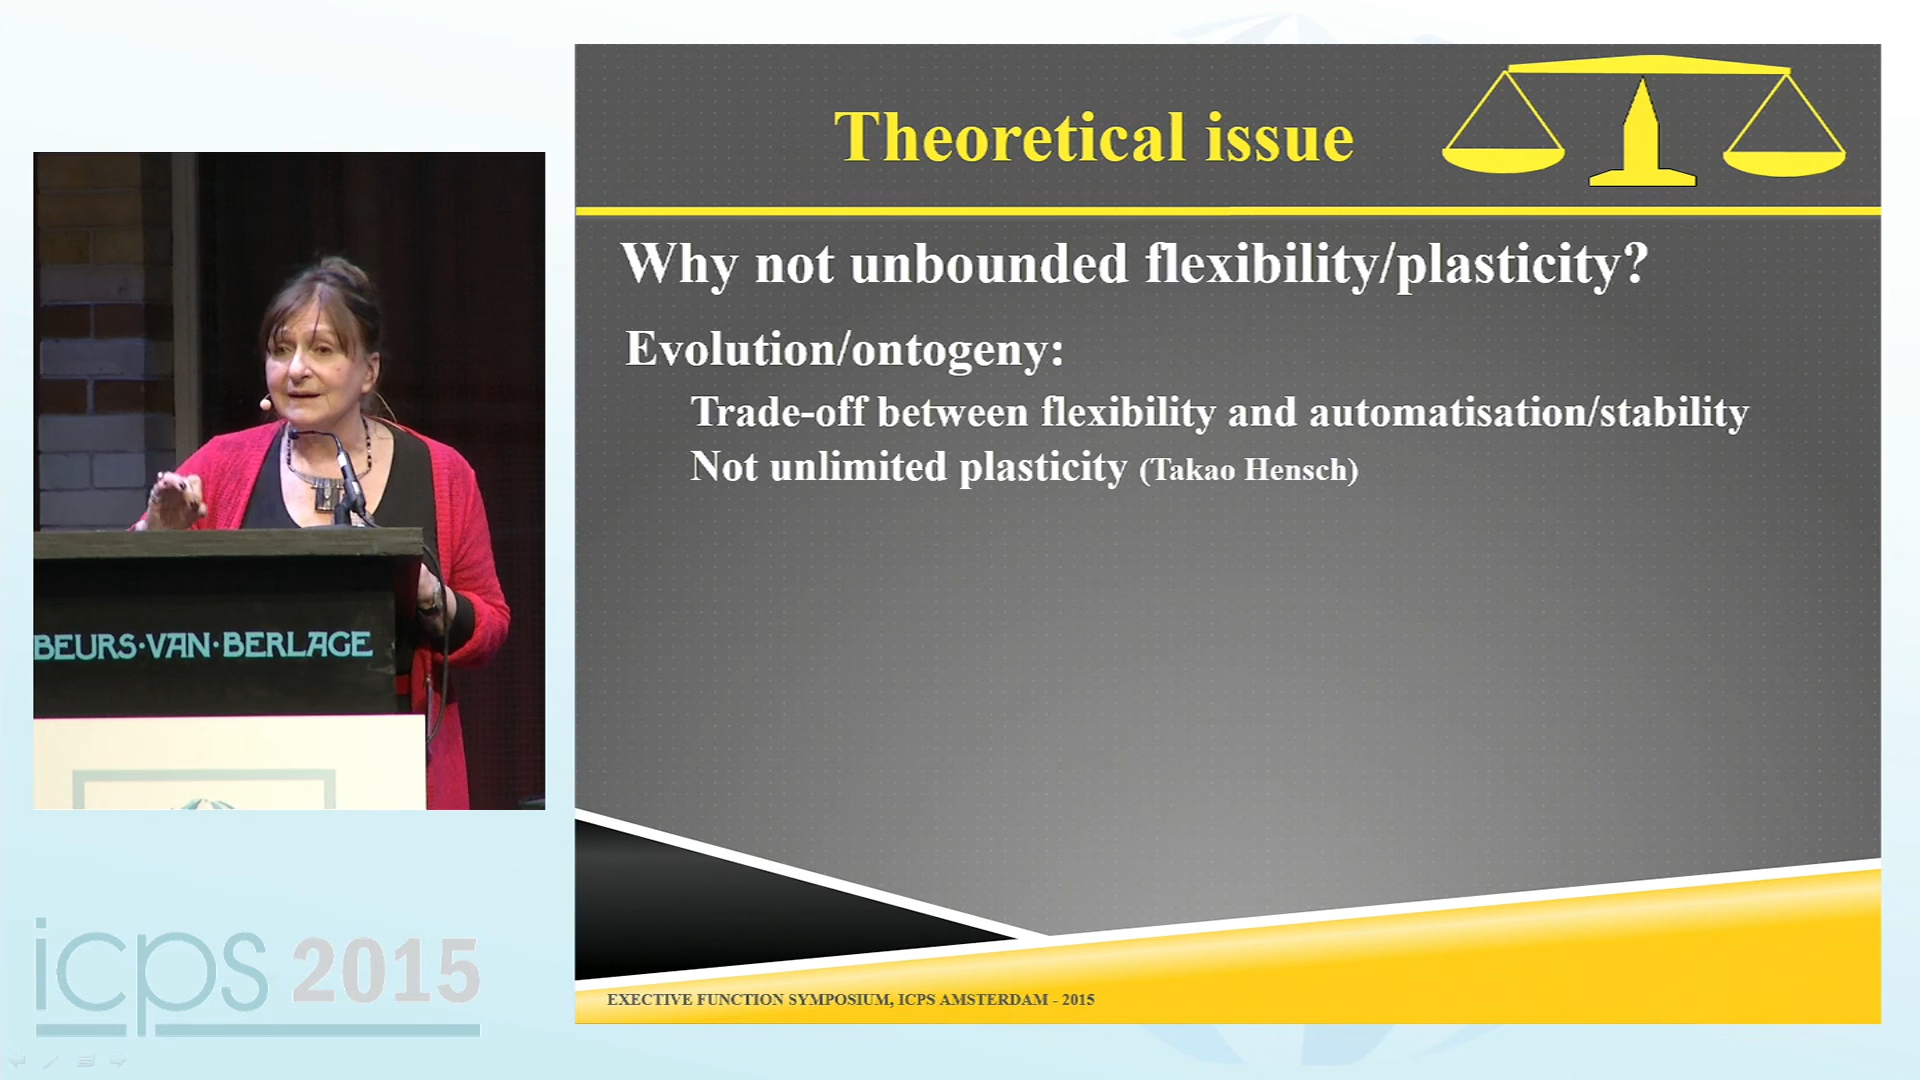 Theoretical issue
Why not unbounded flexibility/plasticity?
Evolution/ontogeny:
Trade-off between flexibility and automatisation/stability
Not unlimited plasticity (Takao Hensch)
BEURS·VAN·BERLAGE
icps 2015
EXECTIVE FUNCTION SYMPOSIUM, ICPS AMSTERDAM - 2015